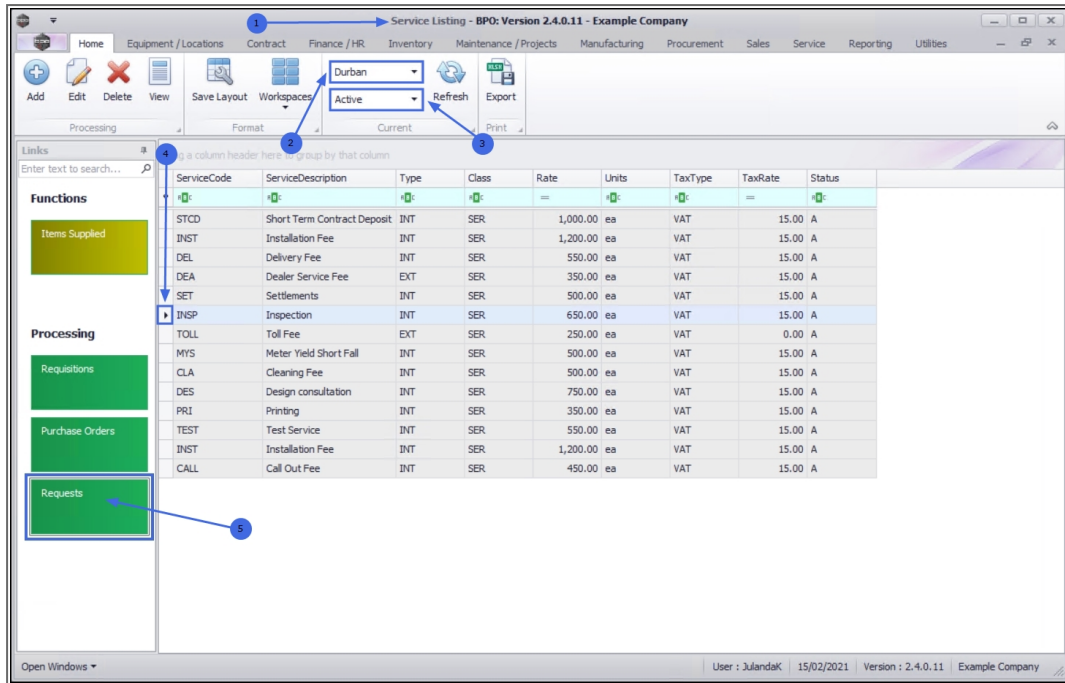 1
Service Listing - BPO: Version 2.4.0.11 - Example Company
Home Equipment / Locations Contract Finance / HR Inventory Maintenance / Projects Manufacturing Procurement Sales Service Reporting Utilities
Durban
Active
Add Edit Delete View Save Layout Workspaces Refresh Export
Processing Format Current Print
2
3
4
Links
Enter text to search...
a column header here to group by that column
ServiceCode ServiceDescription Type Class Rate Units TaxType TaxRate Status
STCD Short Term Contract Deposit INT SER 1,000.00 ea VAT 15.00 A
INST Installation Fee INT SER 1,200.00 ea VAT 15.00 A
DEL Delivery Fee INT SER 550.00 ea VAT 15.00 A
DEA Dealer Service Fee EXT SER 350.00 ea VAT 15.00 A
SET Settlements INT SER 500.00 ea VAT 15.00 A
INSP Inspection INT SER 650.00 ea VAT 15.00 A
TOLL Toll Fee EXT SER 250.00 ea VAT 0.00 A
MYS Meter Yield Short Fall INT SER 500.00 ea VAT 15.00 A
CLA Cleaning Fee INT SER 500.00 ea VAT 15.00 A
DES Design consultation INT SER 750.00 ea VAT 15.00 A
PRI Printing INT SER 350.00 ea VAT 15.00 A
TEST Test Service INT SER 550.00 ea VAT 15.00 A
INST Installation Fee INT SER 1,200.00 ea VAT 15.00 A
CALL Call Out Fee INT SER 450.00 ea VAT 15.00 A
Functions
Items Supplied
Processing
Requisitions
Purchase Orders
Requests
5
Open Windows
User : JulandaK 15/02/2021 Version : 2.4.0.11 Example Company